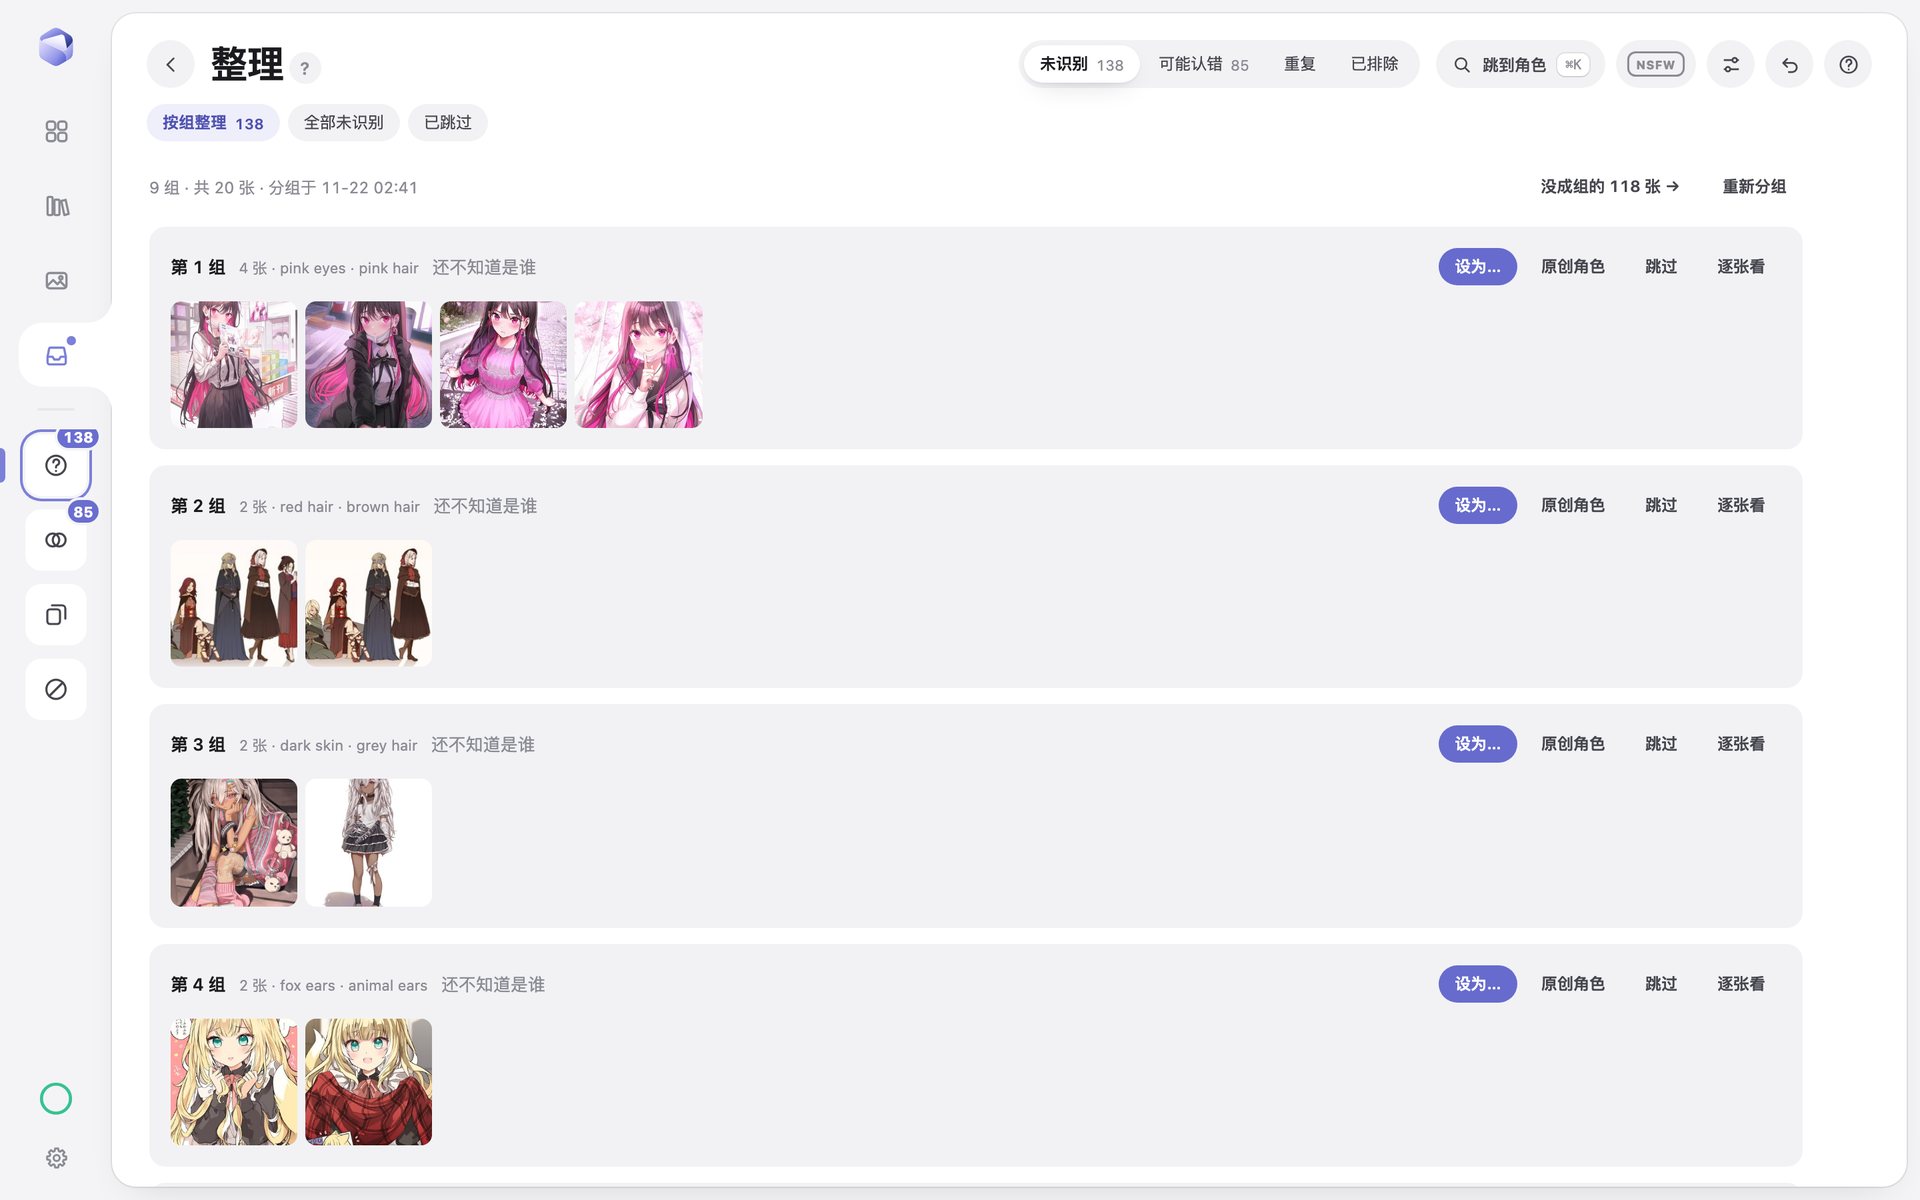 整理 ?
未识别 138 可能认错 85 重复 已排除
跳到角色 ⌘K
NSFW
按组整理 138 全部未识别 已跳过
9 组 · 共 20 张 · 分组于 11-22 02:41
没成组的 118 张 → 重新分组
第 1 组 4 张 · pink eyes · pink hair 还不知道是谁
设为... 原创角色 跳过 逐张看
新刊
138
85
第 2 组 2 张 · red hair · brown hair 还不知道是谁
设为... 原创角色 跳过 逐张看
第 3 组 2 张 · dark skin · grey hair 还不知道是谁
设为... 原创角色 跳过 逐张看
第 4 组 2 张 · fox ears · animal ears 还不知道是谁
设为... 原创角色 跳过 逐张看